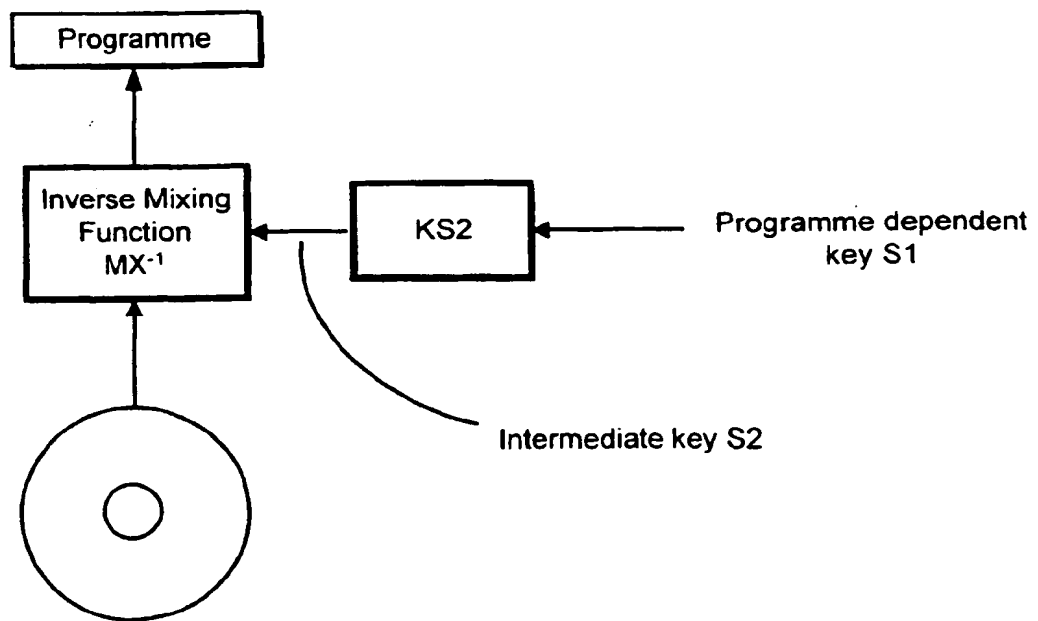 Programme
Inverse Mixing
Function
MX⁻¹
KS2
Programme dependent
key S1
Intermediate key S2